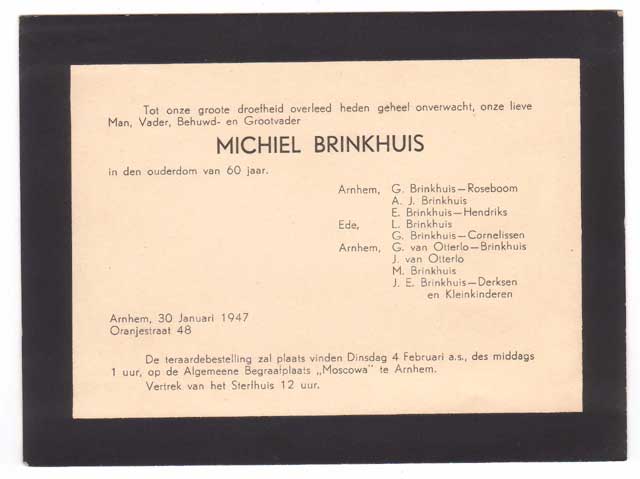 Tot onze groote droefheid overleed heden geheel onverwacht, onze lieve
Man, Vader, Behuwd- en Grootvader
MICHIEL BRINKHUIS
in den ouderdom van 60 jaar.
Arnhem, G. Brinkhuis—Roseboom
A. J. Brinkhuis
E. Brinkhuis—Hendriks
Ede, L. Brinkhuis
G. Brinkhuis—Cornelissen
Arnhem, G. van Otterlo—Brinkhuis
J. van Otterlo
M. Brinkhuis
J. E. Brinkhuis—Derksen
en Kleinkinderen
Arnhem, 30 Januari 1947
Oranjestraat 48
De teraardebestelling zal plaats vinden Dinsdag 4 Februari a.s., des middags
1 uur, op de Algemeene Begraafplaats „Moscowa" te Arnhem.
Vertrek van het Sterfhuis 12 uur.